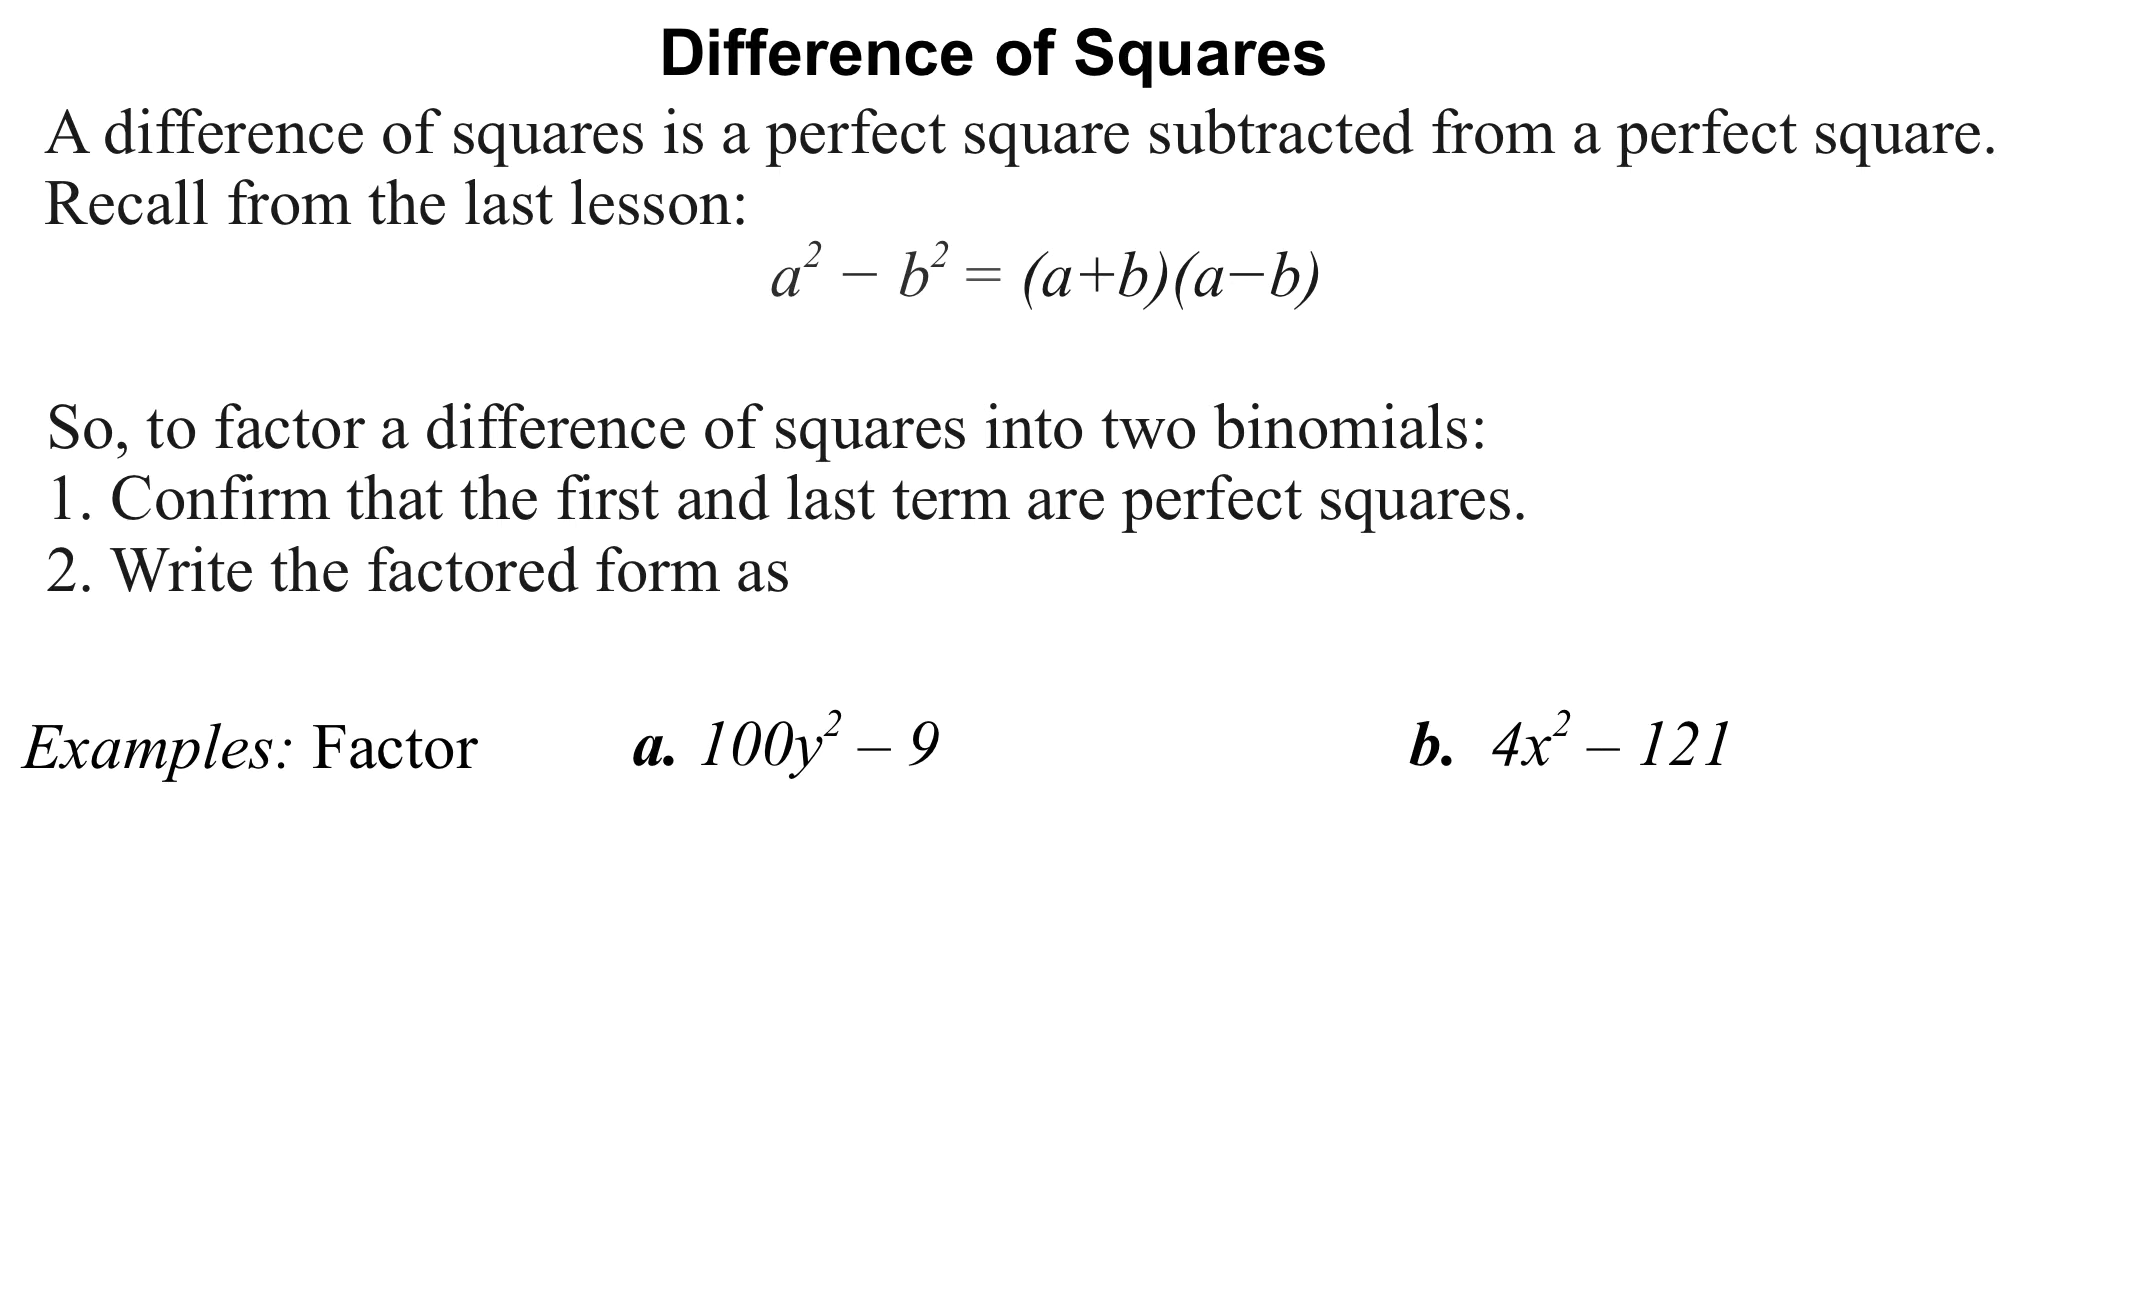 Difference of Squares
A difference of squares is a perfect square subtracted from a perfect square.
Recall from the last lesson:
a² − b² = (a+b)(a−b)
So, to factor a difference of squares into two binomials:
1. Confirm that the first and last term are perfect squares.
2. Write the factored form as
Examples: Factor a. 100y² – 9 b. 4x² – 121